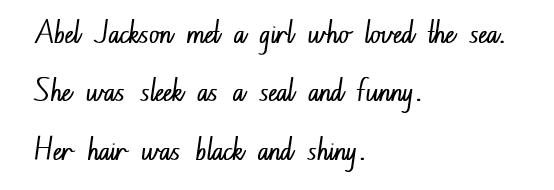 Abel Jackson met a girl who loved the sea.
She was sleek as a seal and funny.
Her hair was black and shiny.